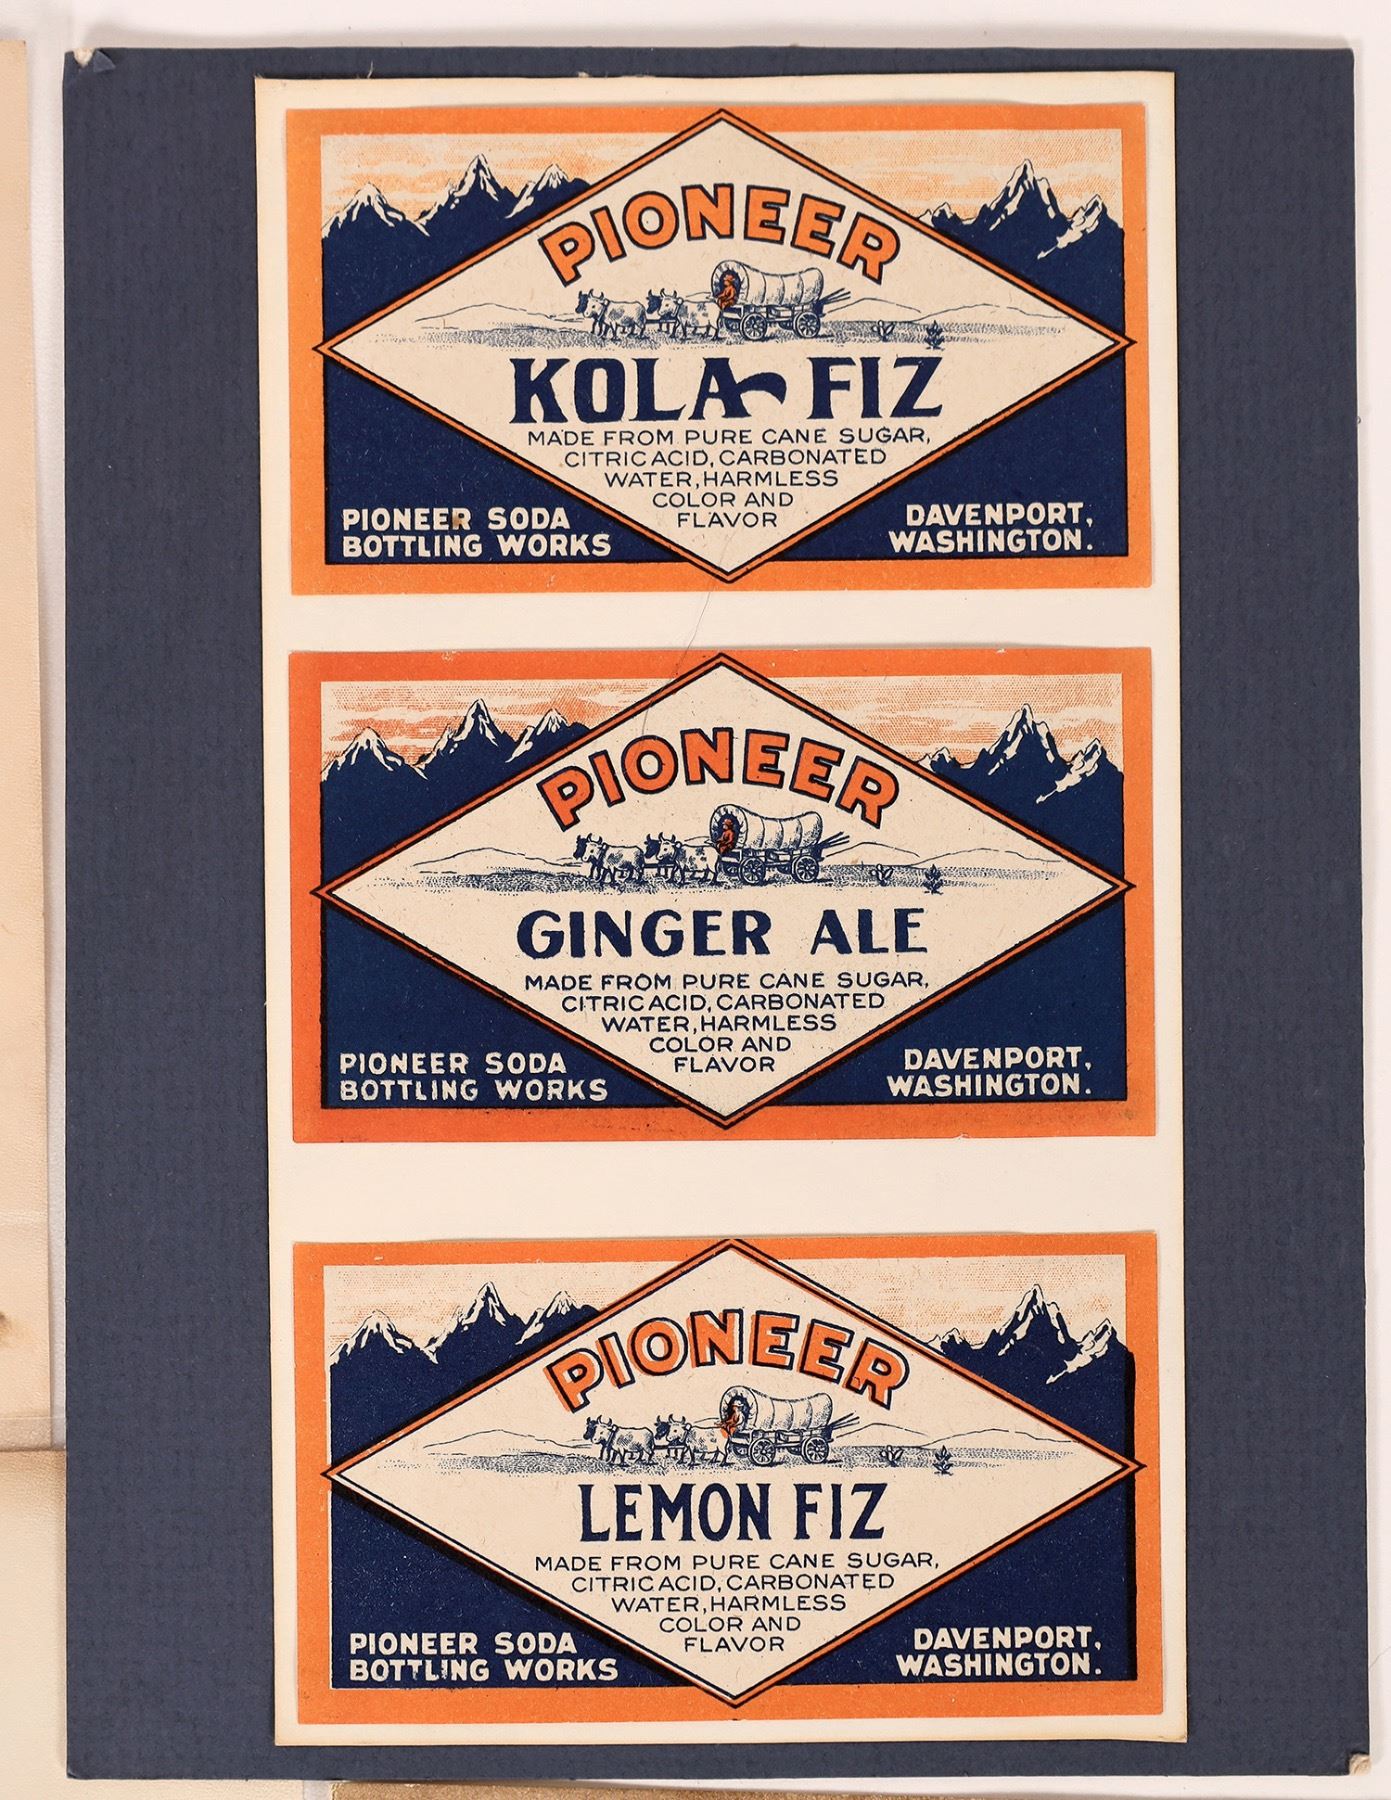 PIONEER
KOLA-FIZ
MADE FROM PURE CANE SUGAR,
CITRIC ACID, CARBONATED
WATER, HARMLESS
COLOR AND
FLAVOR
PIONEER SODA
BOTTLING WORKS
DAVENPORT,
WASHINGTON.
PIONEER
GINGER ALE
MADE FROM PURE CANE SUGAR,
CITRIC ACID, CARBONATED
WATER, HARMLESS
COLOR AND
FLAVOR
PIONEER SODA
BOTTLING WORKS
DAVENPORT,
WASHINGTON.
PIONEER
LEMON FIZ
MADE FROM PURE CANE SUGAR,
CITRIC ACID, CARBONATED
WATER, HARMLESS
COLOR AND
FLAVOR
PIONEER SODA
BOTTLING WORKS
DAVENPORT,
WASHINGTON.